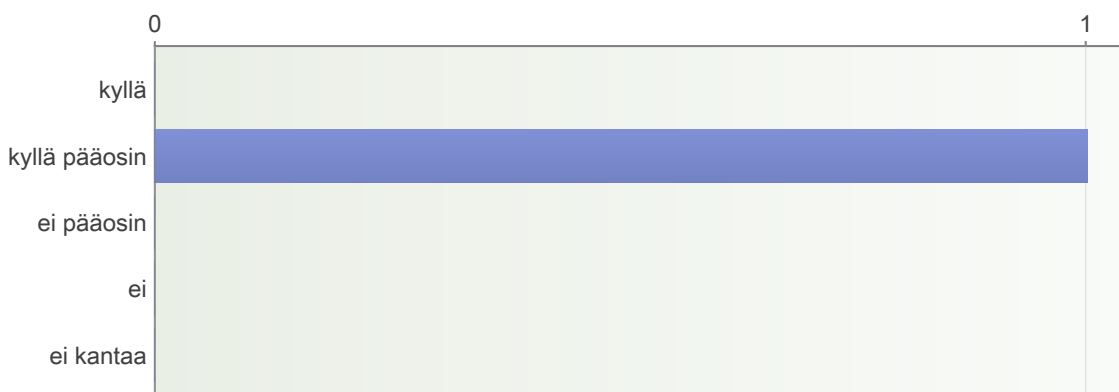 0 1
kyllä
kyllä pääosin
ei pääosin
ei
ei kantaa